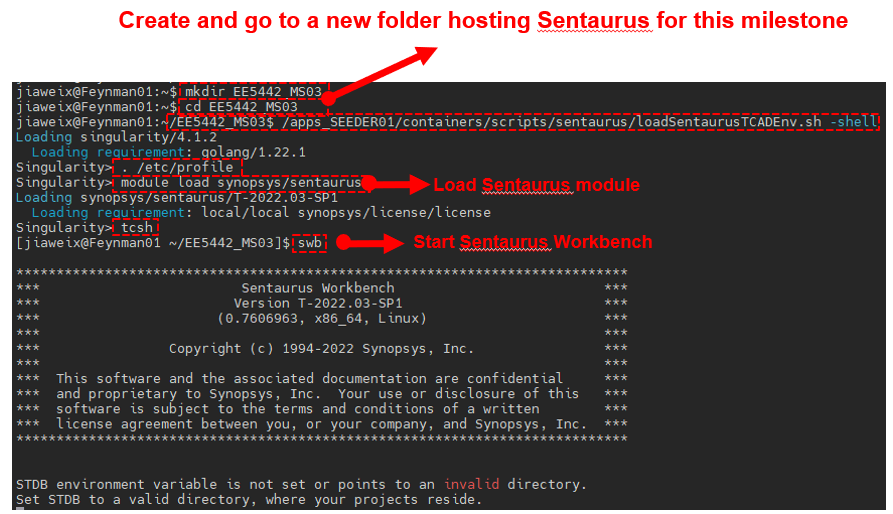 Create and go to a new folder hosting Sentaurus for this milestone
jiaweix@Feynman01:~$ mkdir EE5442_MS03
jiaweix@Feynman01:~$ cd EE5442_MS03
jiaweix@Feynman01:~/EE5442_MS03$ /apps_SEEDER01/containers/scripts/sentaurus/loadSentaurusTCADEnv.sh -shell
Loading singularity/4.1.2
Loading requirement: golang/1.22.1
Singularity> . /etc/profile
Singularity> module load synopsys/sentaurus Load Sentaurus module
Loading synopsys/sentaurus/T-2022.03-SP1
Loading requirement: local/local synopsys/license/license
Singularity> tcsh
[jiaweix@Feynman01 ~/EE5442_MS03]$ swb Start Sentaurus Workbench
****************************************************************************
*** Sentaurus Workbench ***
*** Version T-2022.03-SP1 ***
*** (0.7606963, x86_64, Linux) ***
*** ***
*** Copyright (c) 1994-2022 Synopsys, Inc. ***
*** ***
*** This software and the associated documentation are confidential ***
*** and proprietary to Synopsys, Inc. Your use or disclosure of this ***
*** software is subject to the terms and conditions of a written ***
*** license agreement between you, or your company, and Synopsys, Inc. ***
****************************************************************************
STDB environment variable is not set or points to an invalid directory.
Set STDB to a valid directory, where your projects reside.